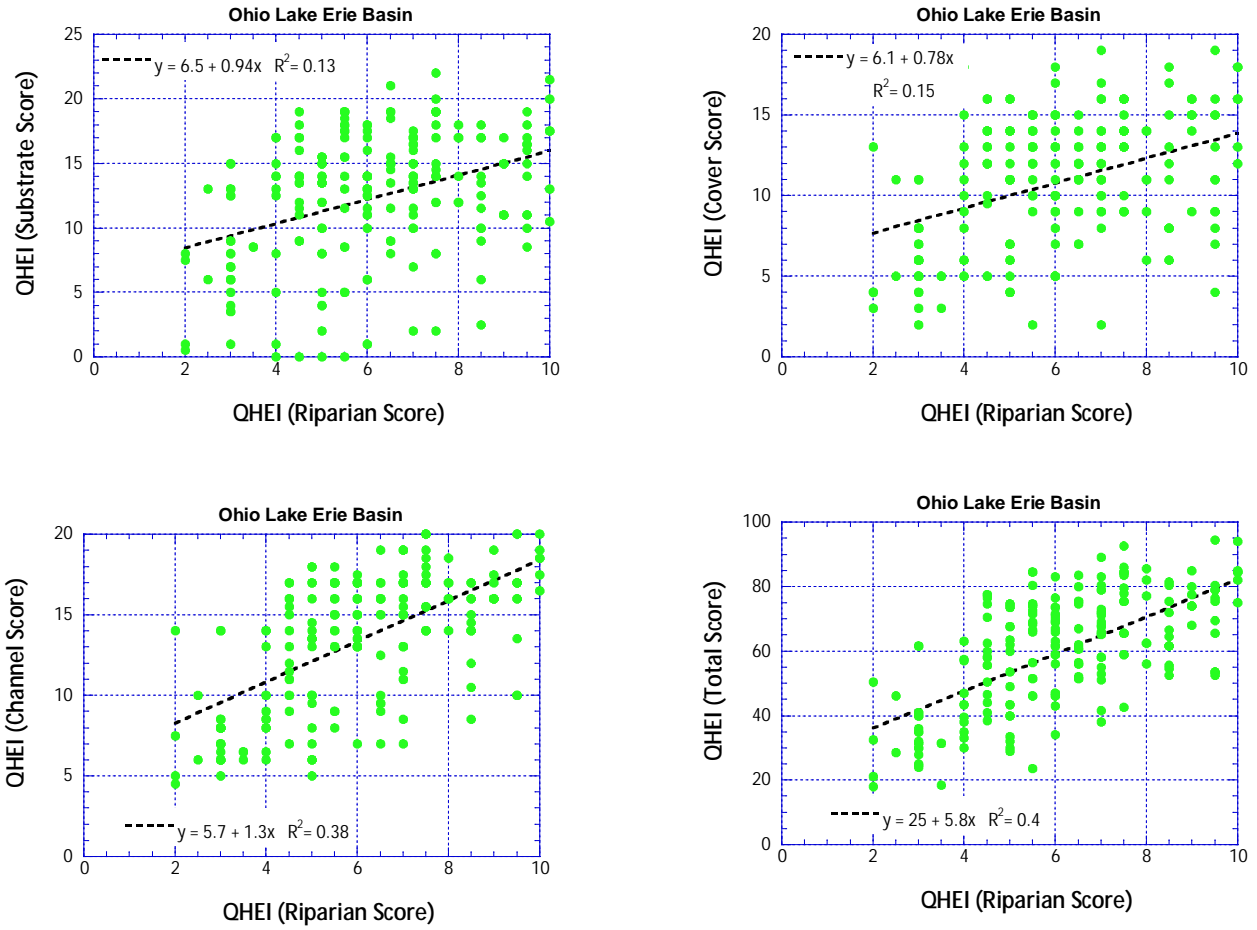 Ohio Lake Erie Basin
25
20
15
10
5
0
y = 6.5 + 0.94x R²= 0.13
QHEI (Substrate Score)
0 2 4 6 8 10
QHEI (Riparian Score)
Ohio Lake Erie Basin
20
15
10
5
0
y = 6.1 + 0.78x
R²= 0.15
QHEI (Cover Score)
0 2 4 6 8 10
QHEI (Riparian Score)
Ohio Lake Erie Basin
20
15
10
5
0
y = 5.7 + 1.3x R²= 0.38
QHEI (Channel Score)
0 2 4 6 8 10
QHEI (Riparian Score)
Ohio Lake Erie Basin
100
80
60
40
20
0
y = 25 + 5.8x R²= 0.4
QHEI (Total Score)
0 2 4 6 8 10
QHEI (Riparian Score)